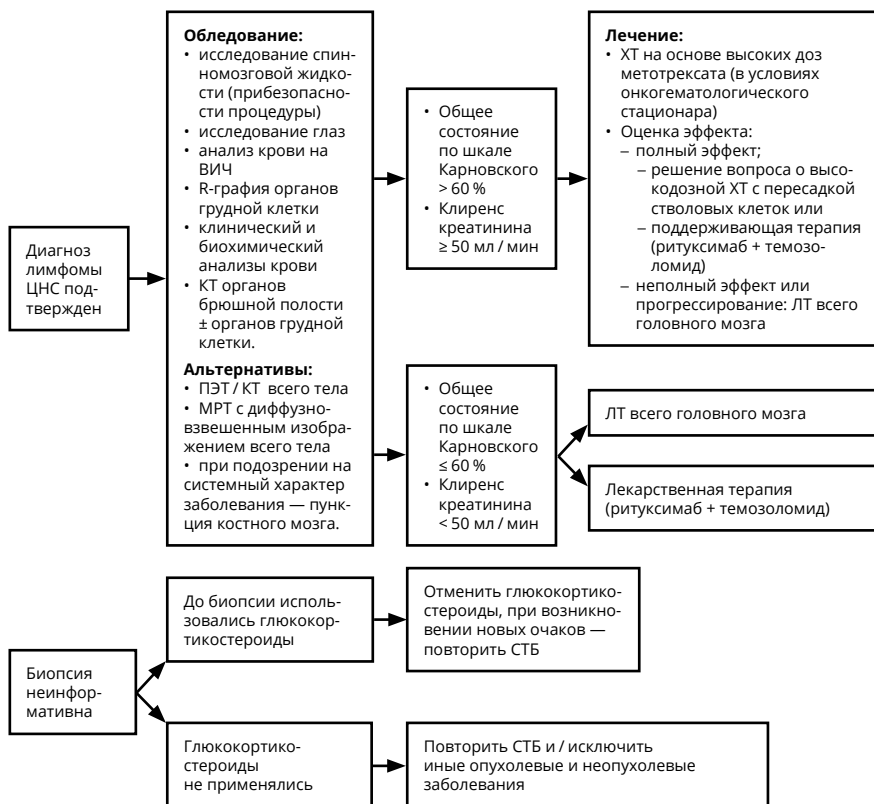 Диагноз
лимфомы
ЦНС под-
твержден
Обледование:
• исследование спин-
номозговой жидко-
сти (прибезопасно-
сти процедуры)
• исследование глаз
• анализ крови на
ВИЧ
• R-графия органов
грудной клетки
• клинический и
биохимический
анализы крови
• КТ органов
брюшной полости
± органов грудной
клетки.
Альтернативы:
• ПЭТ / КТ всего тела
• МРТ с диффузно-
взвешенным изобра-
жением всего тела
• при подозрении на
системный характер
заболевания — пунк-
ция костного мозга.
• Общее
состояние
по шкале
Карновского
> 60 %
• Клиренс
креатинина
≥ 50 мл / мин
Лечение:
• ХТ на основе высоких доз
метотрексата (в условиях
онкогематологического
стационара)
• Оценка эффекта:
– полный эффект;
– решение вопроса о высо-
кодозной ХТ с пересадкой
стволовых клеток или
– поддерживающая терапия
(ритуксимаб + темозо-
ломид)
– неполный эффект или
прогрессирование: ЛТ всего
головного мозга
• Общее
состояние
по шкале
Карновского
≤ 60 %
• Клиренс
креатинина
< 50 мл / мин
ЛТ всего головного мозга
Лекарственная терапия
(ритуксимаб + темозоломид)
Биопсия
неинфор-
мативна
До биопсии исполь-
зовались глюкокор-
тикостероиды
Отменить глюкокортико-
стероиды, при возникно-
вении новых очаков —
повторить СТБ
Глюкокортико-
стероиды
не применялись
Повторить СТБ и / исключить
иные опухолевые и неопухолевые
заболевания